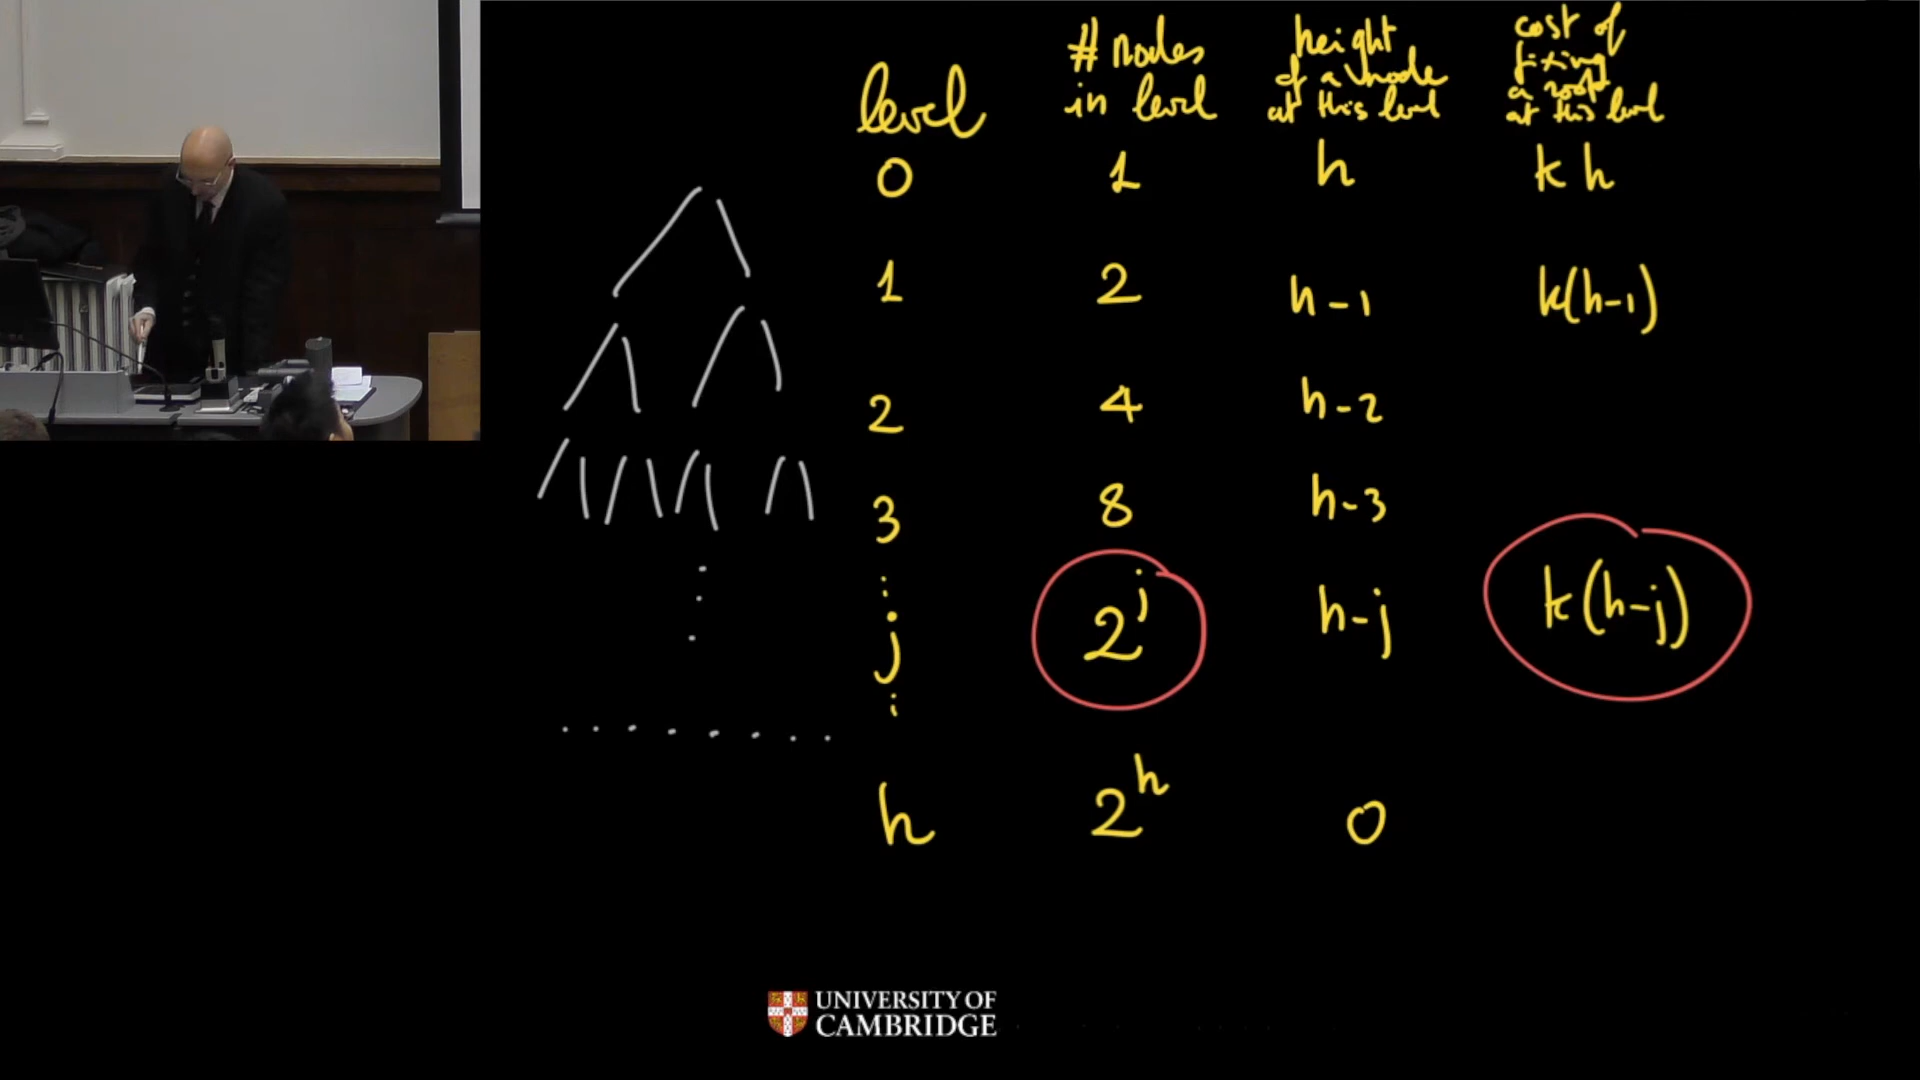 level
# nodes
in level
height
of a node
at this level
cost of
fixing
a root
at this level
0 1 h k h
1 2 h-1 k(h-1)
2 4 h-2
3 8 h-3
j 2^j h-j k(h-j)
h 2^h 0
UNIVERSITY OF
CAMBRIDGE